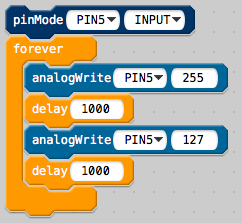 pinMode PIN5 INPUT
forever
analogWrite PIN5 255
delay 1000
analogWrite PIN5 127
delay 1000